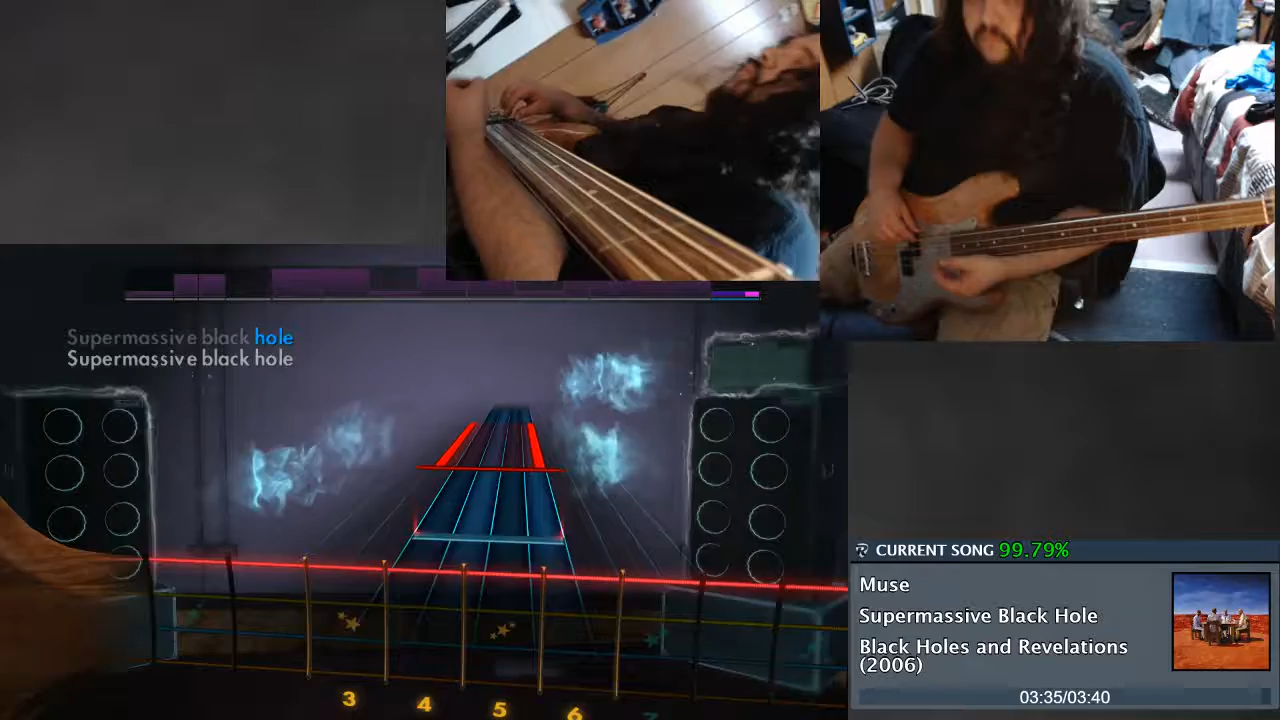 Supermassive black hole
Supermassive black hole
3 4 5 6 7
CURRENT SONG 99.79%
Muse
Supermassive Black Hole
Black Holes and Revelations
(2006)
03:35/03:40